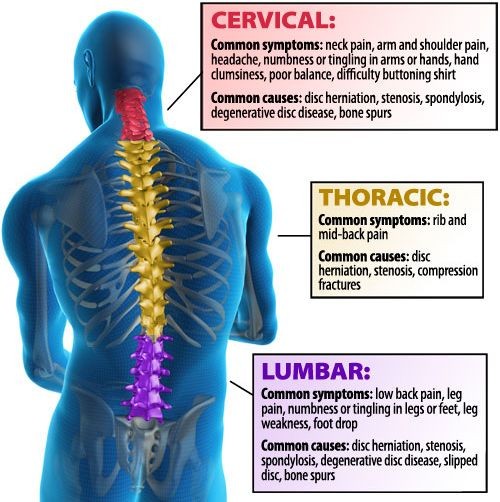 CERVICAL:
Common symptoms: neck pain, arm and shoulder pain,
headache, numbness or tingling in arms or hands, hand
clumsiness, poor balance, difficulty buttoning shirt
Common causes: disc herniation, stenosis, spondylosis,
degenerative disc disease, bone spurs
THORACIC:
Common symptoms: rib and
mid-back pain
Common causes: disc
herniation, stenosis, compression
fractures
LUMBAR:
Common symptoms: low back pain, leg
pain, numbness or tingling in legs or feet, leg
weakness, foot drop
Common causes: disc herniation, stenosis,
spondylosis, degenerative disc disease, slipped
disc, bone spurs